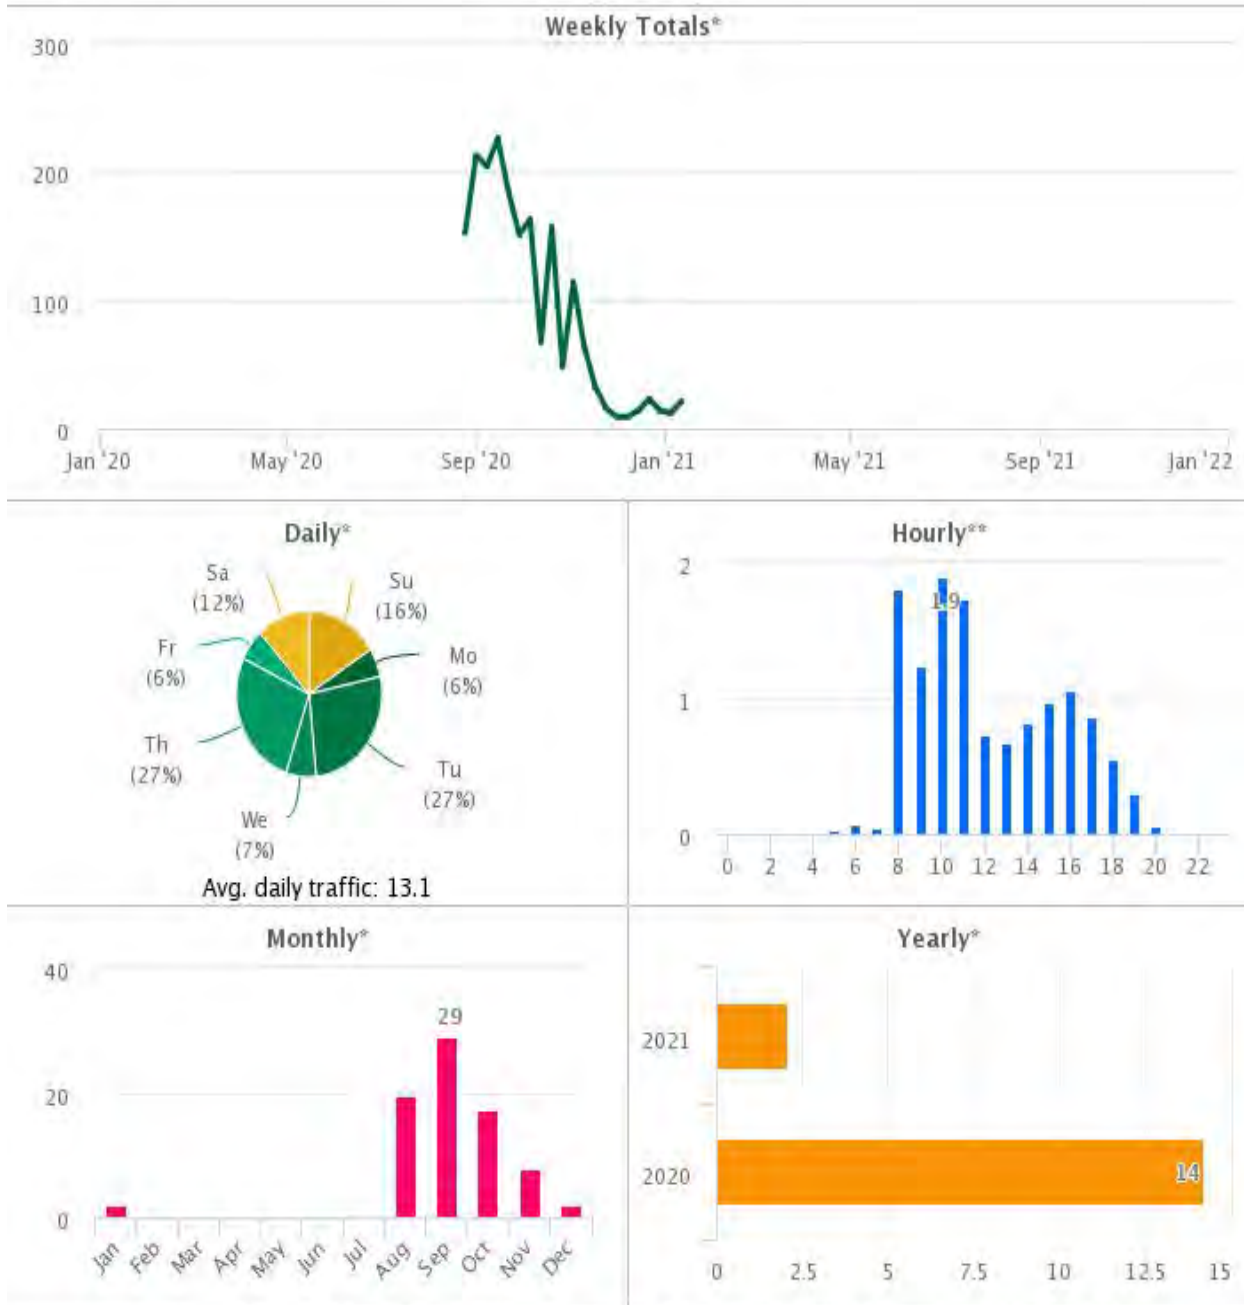 Weekly Totals*
300
200
100
0
Jan '20 May '20 Sep '20 Jan '21 May '21 Sep '21 Jan '22
Daily*
Sa
(12%)
Su
(16%)
Fr
(6%)
Mo
(6%)
Th
(27%)
Tu
(27%)
We
(7%)
Avg. daily traffic: 13.1
Hourly**
2
1.9
1
0
0 2 4 6 8 10 12 14 16 18 20 22
Monthly*
40
29
20
0
Jan Feb Mar Apr May Jun Jul Aug Sep Oct Nov Dec
Yearly*
2021
2020
14
0 2.5 5 7.5 10 12.5 15